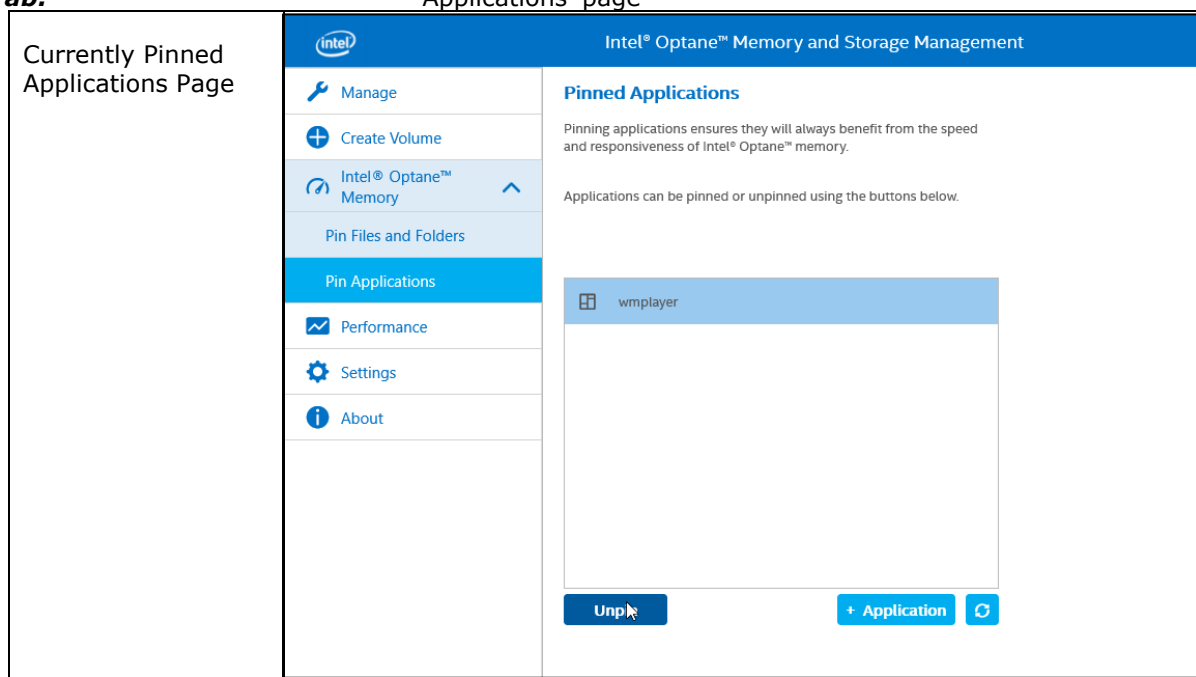 ab.
Applications' page
Currently Pinned
Applications Page
intel
Intel® Optane™ Memory and Storage Management
Manage
Create Volume
Intel® Optane™
Memory
Pin Files and Folders
Pin Applications
Performance
Settings
About
Pinned Applications
Pinning applications ensures they will always benefit from the speed
and responsiveness of Intel® Optane™ memory.
Applications can be pinned or unpinned using the buttons below.
wmplayer
Unpin
+ Application